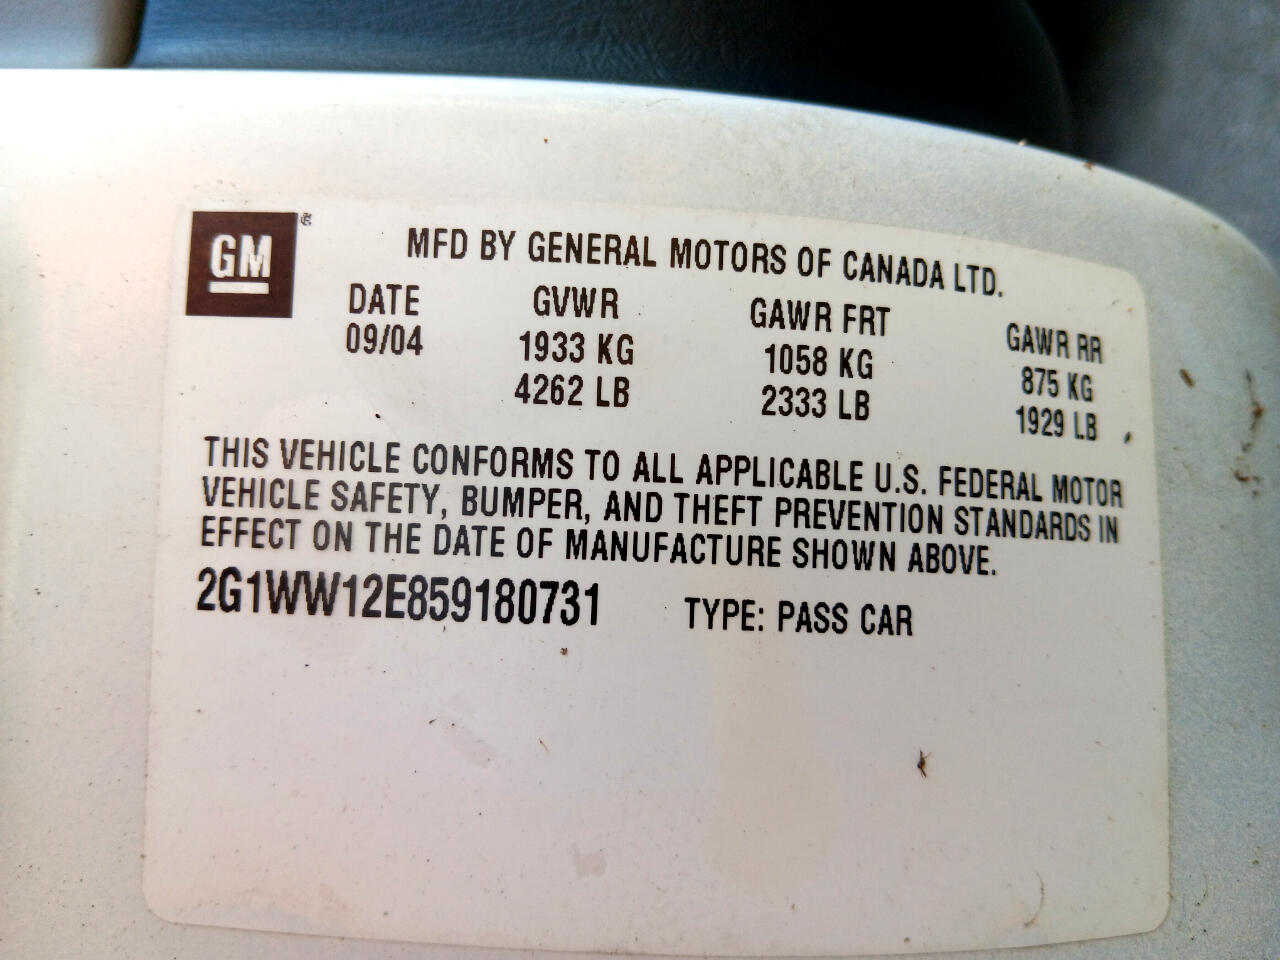 GM
MFD BY GENERAL MOTORS OF CANADA LTD.
DATE GVWR GAWR FRT GAWR RR
09/04 1933 KG 1058 KG 875 KG
4262 LB 2333 LB 1929 LB
THIS VEHICLE CONFORMS TO ALL APPLICABLE U.S. FEDERAL MOTOR
VEHICLE SAFETY, BUMPER, AND THEFT PREVENTION STANDARDS IN
EFFECT ON THE DATE OF MANUFACTURE SHOWN ABOVE.
2G1WW12E859180731 TYPE: PASS CAR